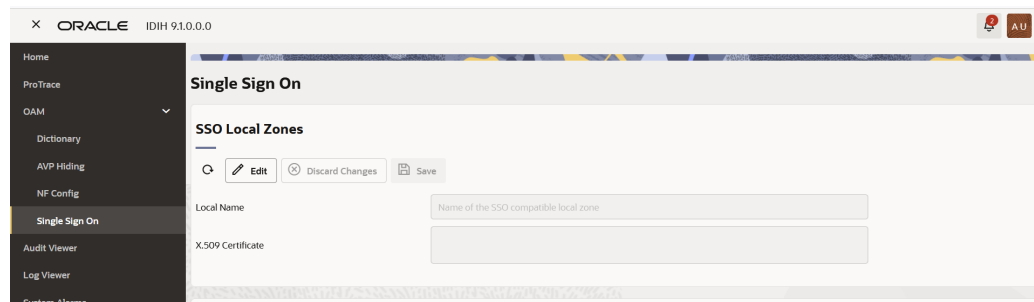 ORACLE IDIH 9.1.0.0.0
2
AU
Home
ProTrace
OAM
Dictionary
AVP Hiding
NF Config
Single Sign On
Audit Viewer
Log Viewer
System Alarms
Single Sign On
SSO Local Zones
Edit
Discard Changes
Save
Local Name
Name of the SSO compatible local zone
X.509 Certificate